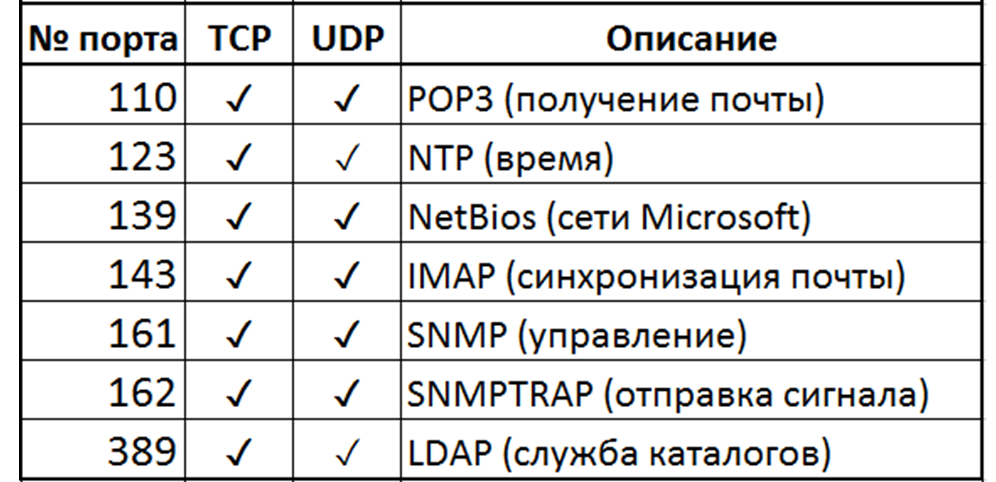 № порта TCP UDP Описание
110 ✓ ✓ POP3 (получение почты)
123 ✓ ✓ NTP (время)
139 ✓ ✓ NetBios (сети Microsoft)
143 ✓ ✓ IMAP (синхронизация почты)
161 ✓ ✓ SNMP (управление)
162 ✓ ✓ SNMPTRAP (отправка сигнала)
389 ✓ ✓ LDAP (служба каталогов)